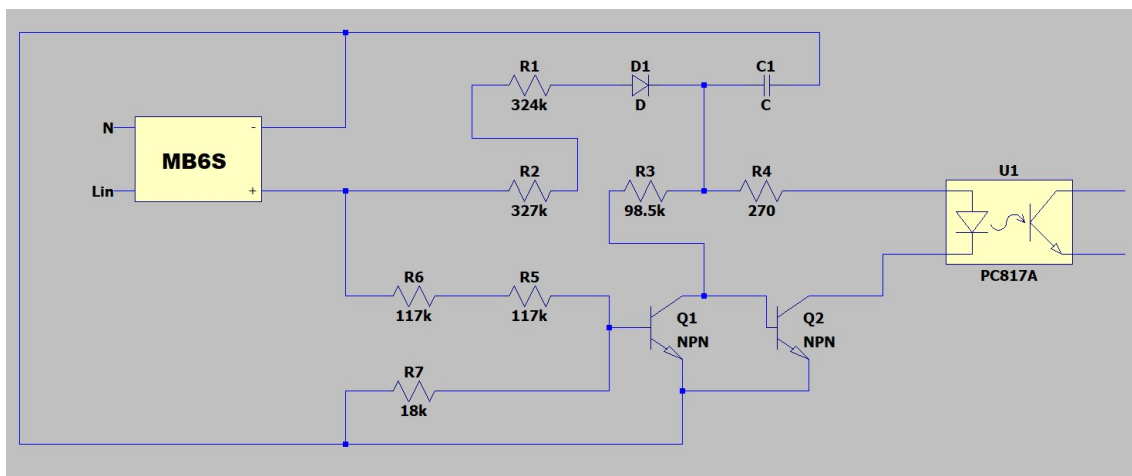 R1
324k
D1
D
C1
C
N
-
MB6S
Lin
+
R2
327k
R3
98.5k
R4
270
U1
PC817A
R6
117k
R5
117k
Q1
NPN
Q2
NPN
R7
18k